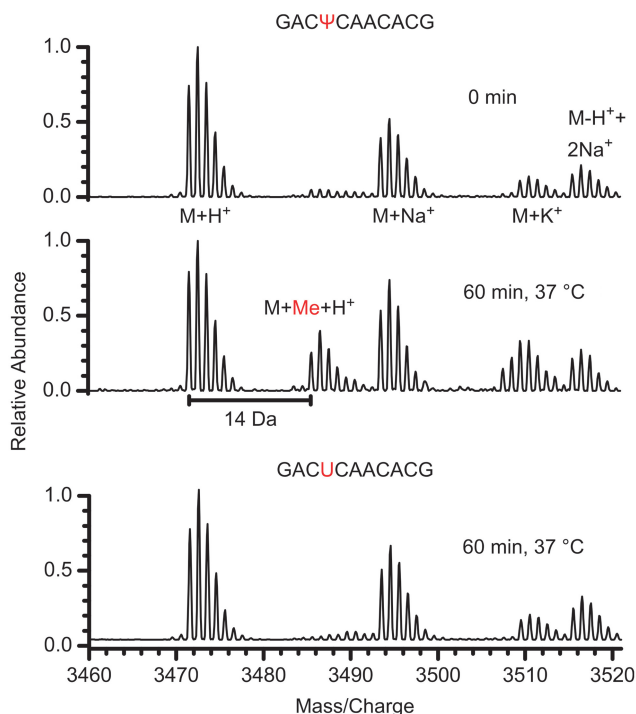 GACΨCAACACG
1.0
0 min
M-H⁺+
2Na⁺
0.5
0.0
M+H⁺ M+Na⁺ M+K⁺
1.0
60 min, 37 °C
M+Me+H⁺
0.5
0.0
14 Da
Relative Abundance
GACUCAACACG
1.0
60 min, 37 °C
0.5
0.0
3460 3470 3480 3490 3500 3510 3520
Mass/Charge